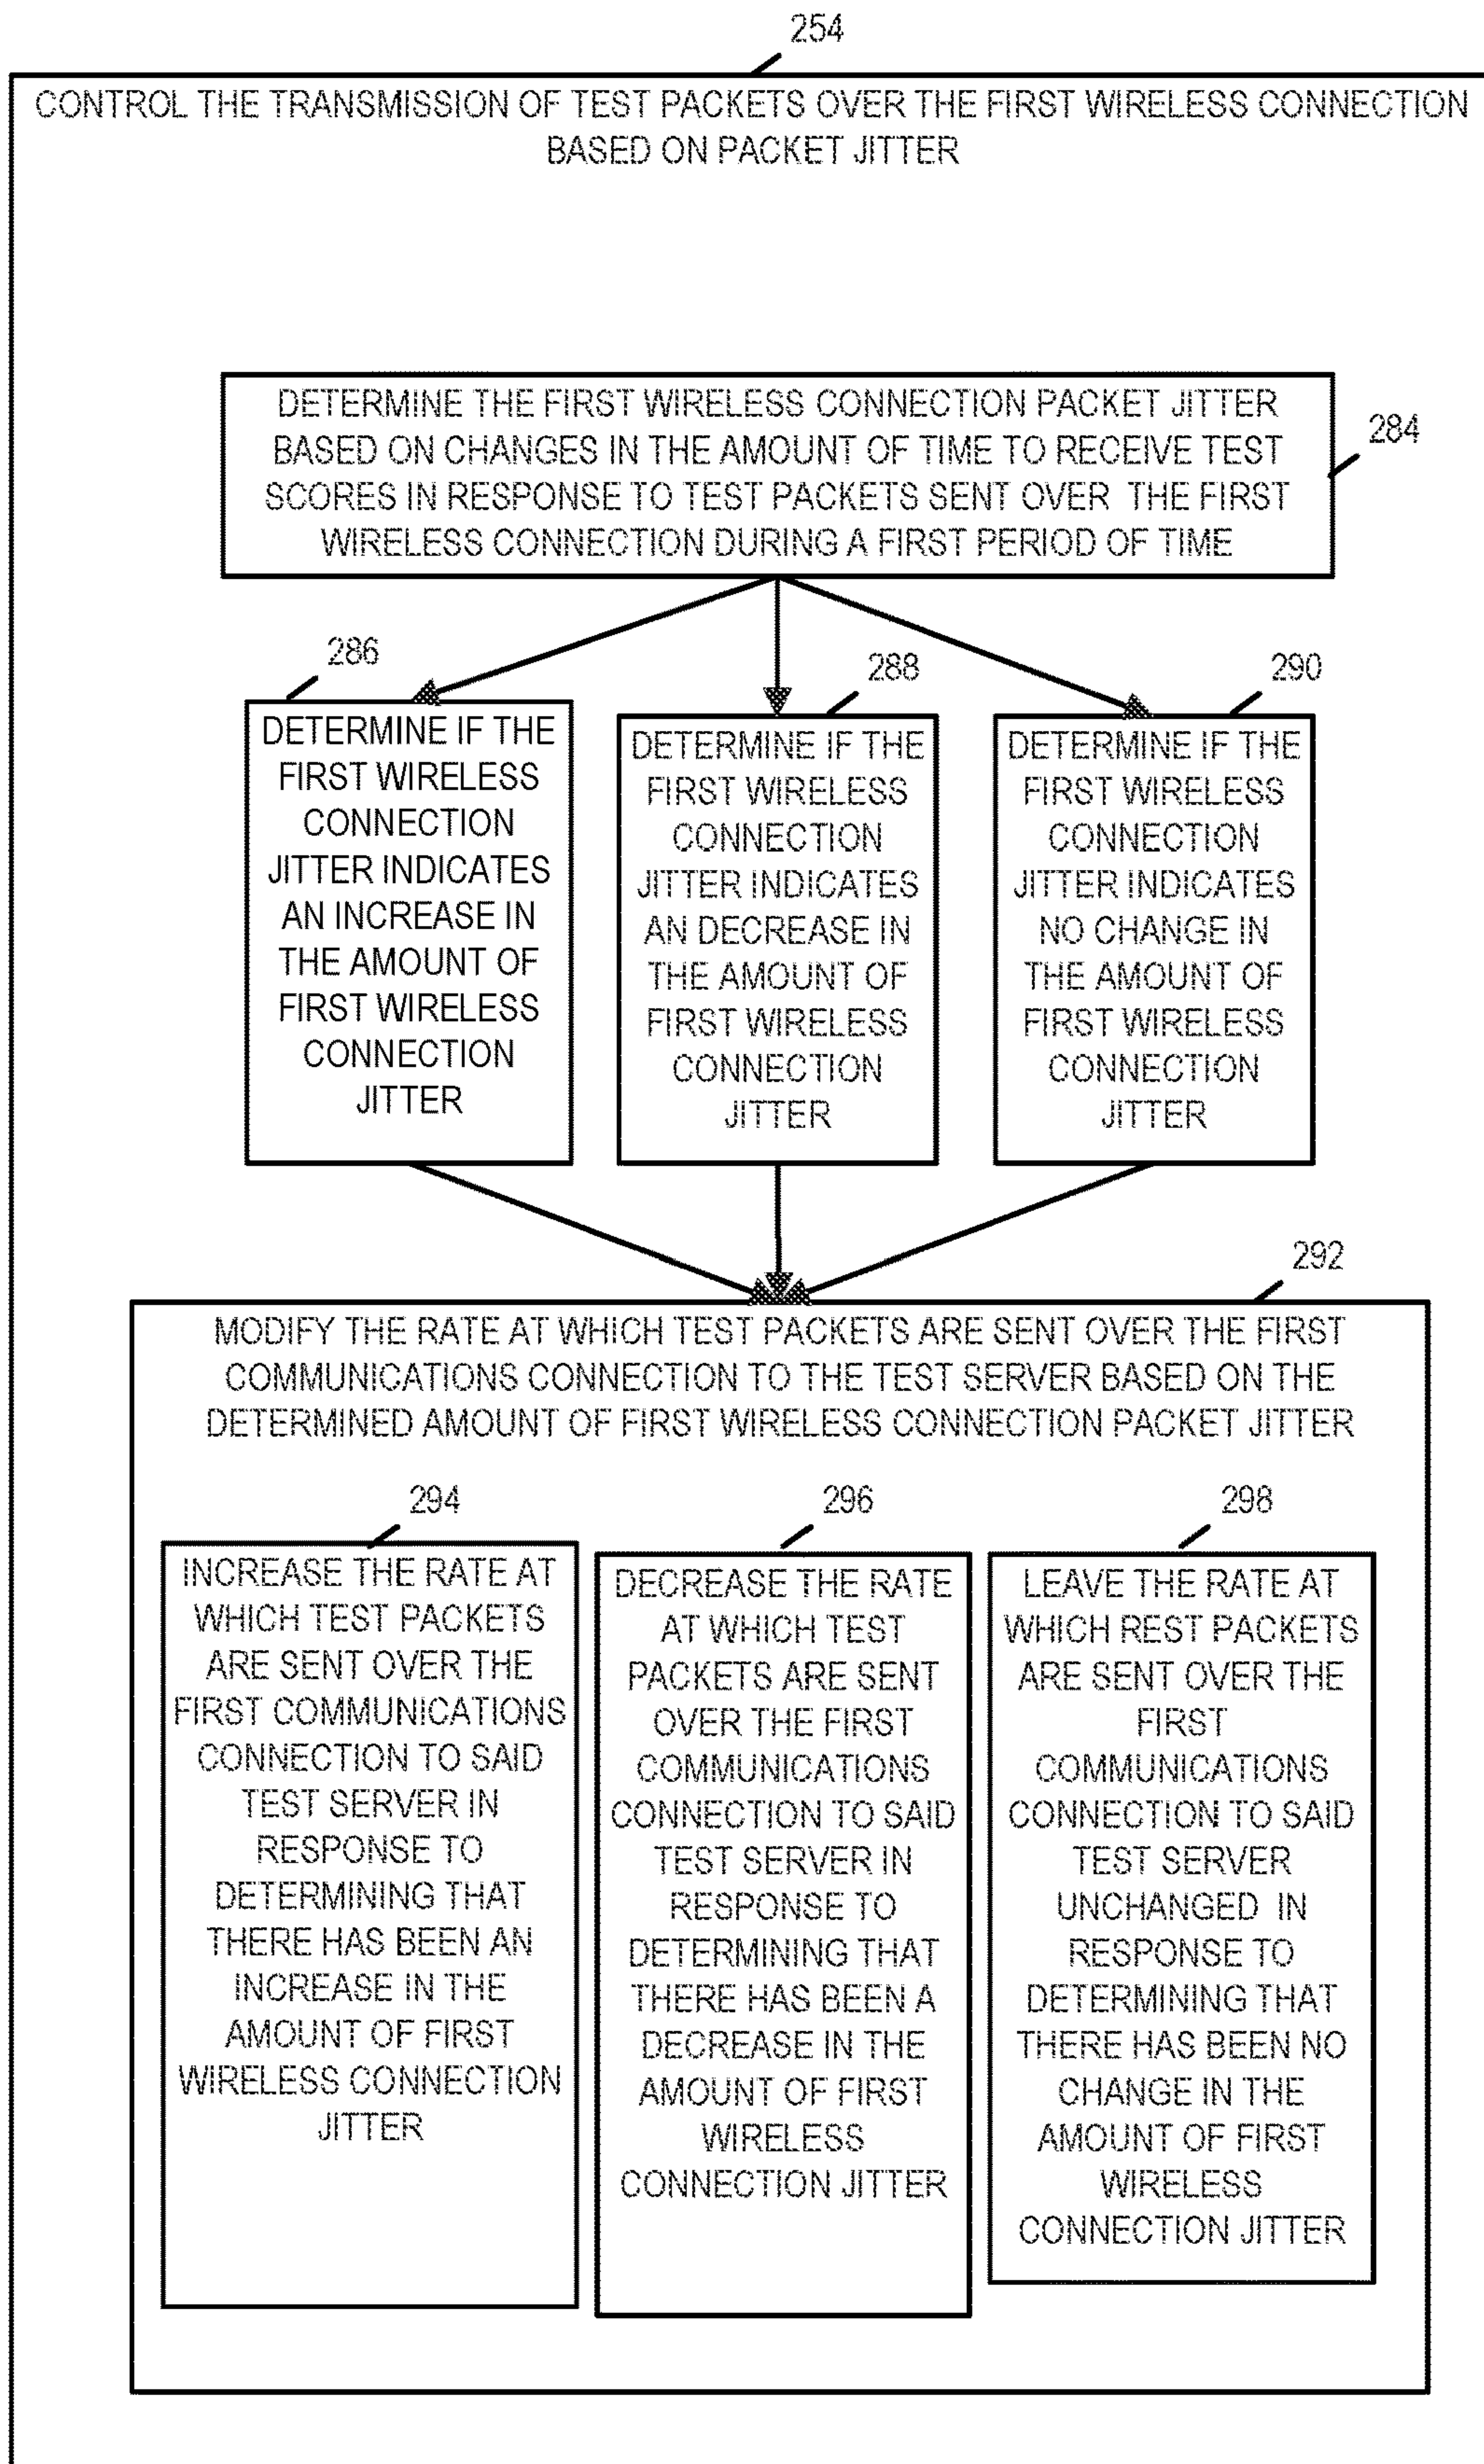 254
CONTROL THE TRANSMISSION OF TEST PACKETS OVER THE FIRST WIRELESS CONNECTION
BASED ON PACKET JITTER
DETERMINE THE FIRST WIRELESS CONNECTION PACKET JITTER
BASED ON CHANGES IN THE AMOUNT OF TIME TO RECEIVE TEST
SCORES IN RESPONSE TO TEST PACKETS SENT OVER THE FIRST
WIRELESS CONNECTION DURING A FIRST PERIOD OF TIME
284
286
DETERMINE IF THE
FIRST WIRELESS
CONNECTION
JITTER INDICATES
AN INCREASE IN
THE AMOUNT OF
FIRST WIRELESS
CONNECTION
JITTER
288
DETERMINE IF THE
FIRST WIRELESS
CONNECTION
JITTER INDICATES
AN DECREASE IN
THE AMOUNT OF
FIRST WIRELESS
CONNECTION
JITTER
290
DETERMINE IF THE
FIRST WIRELESS
CONNECTION
JITTER INDICATES
NO CHANGE IN
THE AMOUNT OF
FIRST WIRELESS
CONNECTION
JITTER
292
MODIFY THE RATE AT WHICH TEST PACKETS ARE SENT OVER THE FIRST
COMMUNICATIONS CONNECTION TO THE TEST SERVER BASED ON THE
DETERMINED AMOUNT OF FIRST WIRELESS CONNECTION PACKET JITTER
294
INCREASE THE RATE AT
WHICH TEST PACKETS
ARE SENT OVER THE
FIRST COMMUNICATIONS
CONNECTION TO SAID
TEST SERVER IN
RESPONSE TO
DETERMINING THAT
THERE HAS BEEN AN
INCREASE IN THE
AMOUNT OF FIRST
WIRELESS CONNECTION
JITTER
296
DECREASE THE RATE
AT WHICH TEST
PACKETS ARE SENT
OVER THE FIRST
COMMUNICATIONS
CONNECTION TO SAID
TEST SERVER IN
RESPONSE TO
DETERMINING THAT
THERE HAS BEEN A
DECREASE IN THE
AMOUNT OF FIRST
WIRELESS
CONNECTION JITTER
298
LEAVE THE RATE AT
WHICH REST PACKETS
ARE SENT OVER THE
FIRST
COMMUNICATIONS
CONNECTION TO SAID
TEST SERVER
UNCHANGED IN
RESPONSE TO
DETERMINING THAT
THERE HAS BEEN NO
CHANGE IN THE
AMOUNT OF FIRST
WIRELESS
CONNECTION JITTER